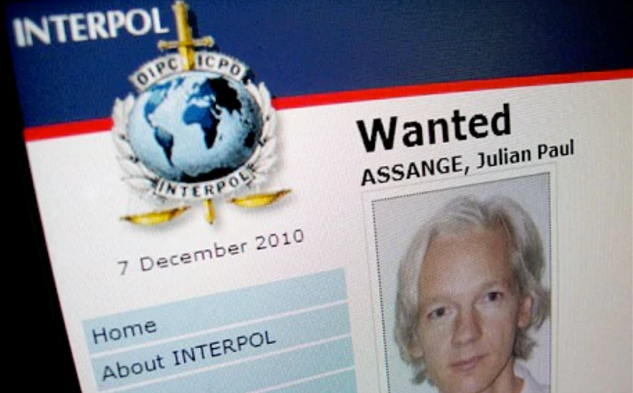 INTERPOL
OIPC ICPO
INTERPOL
7 December 2010
Home
About INTERPOL
Wanted
ASSANGE, Julian Paul